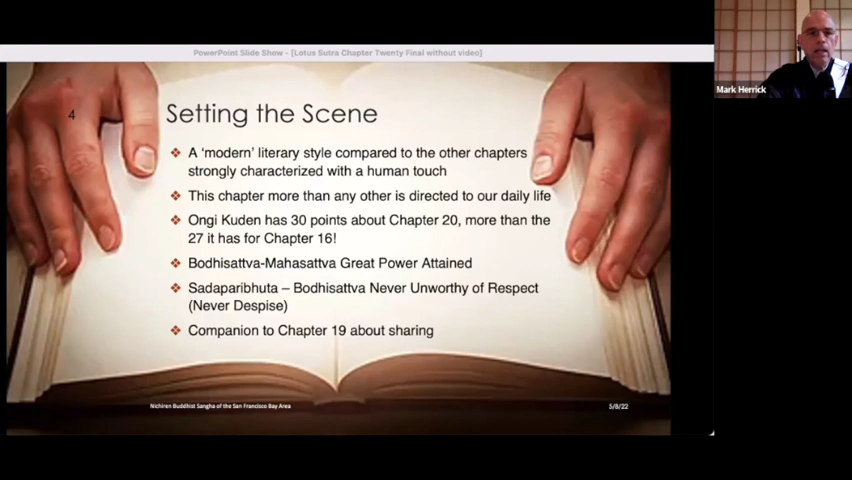 PowerPoint Slide Show - [Lotus Sutra Chapter Twenty Final without video]
Mark Herrick
4
Setting the Scene
A ‘modern’ literary style compared to the other chapters
strongly characterized with a human touch
This chapter more than any other is directed to our daily life
Ongi Kuden has 30 points about Chapter 20, more than the
27 it has for Chapter 16!
Bodhisattva-Mahasattva Great Power Attained
Sadaparibhuta – Bodhisattva Never Unworthy of Respect
(Never Despise)
Companion to Chapter 19 about sharing
Nichiren Buddhist Sangha of the San Francisco Bay Area
5/8/22